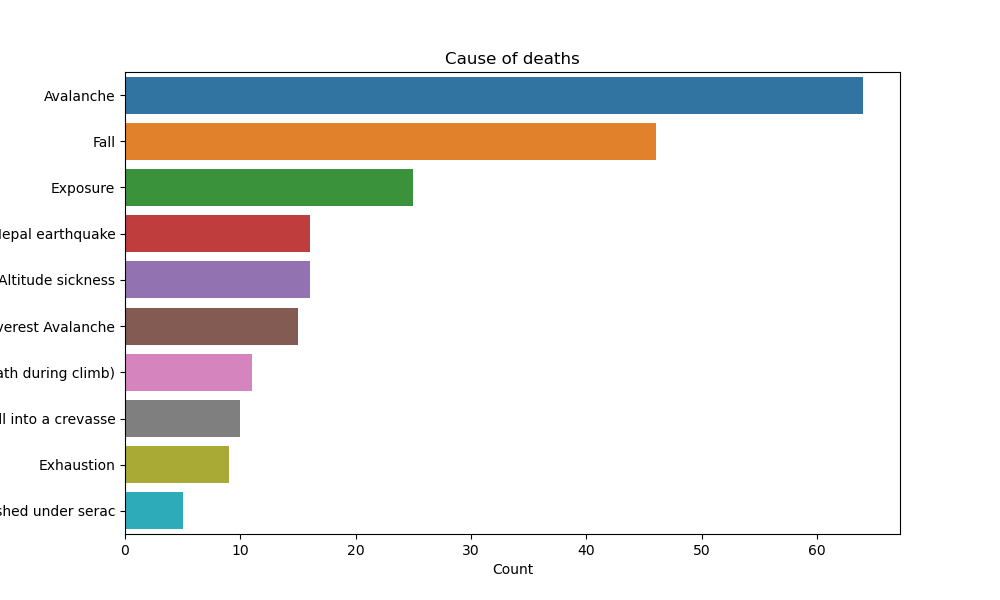 Cause of deaths
Avalanche
Fall
Exposure
epal earthquake
Altitude sickness
verest Avalanche
ath during climb)
ll into a crevasse
Exhaustion
shed under serac
0 10 20 30 40 50 60
Count